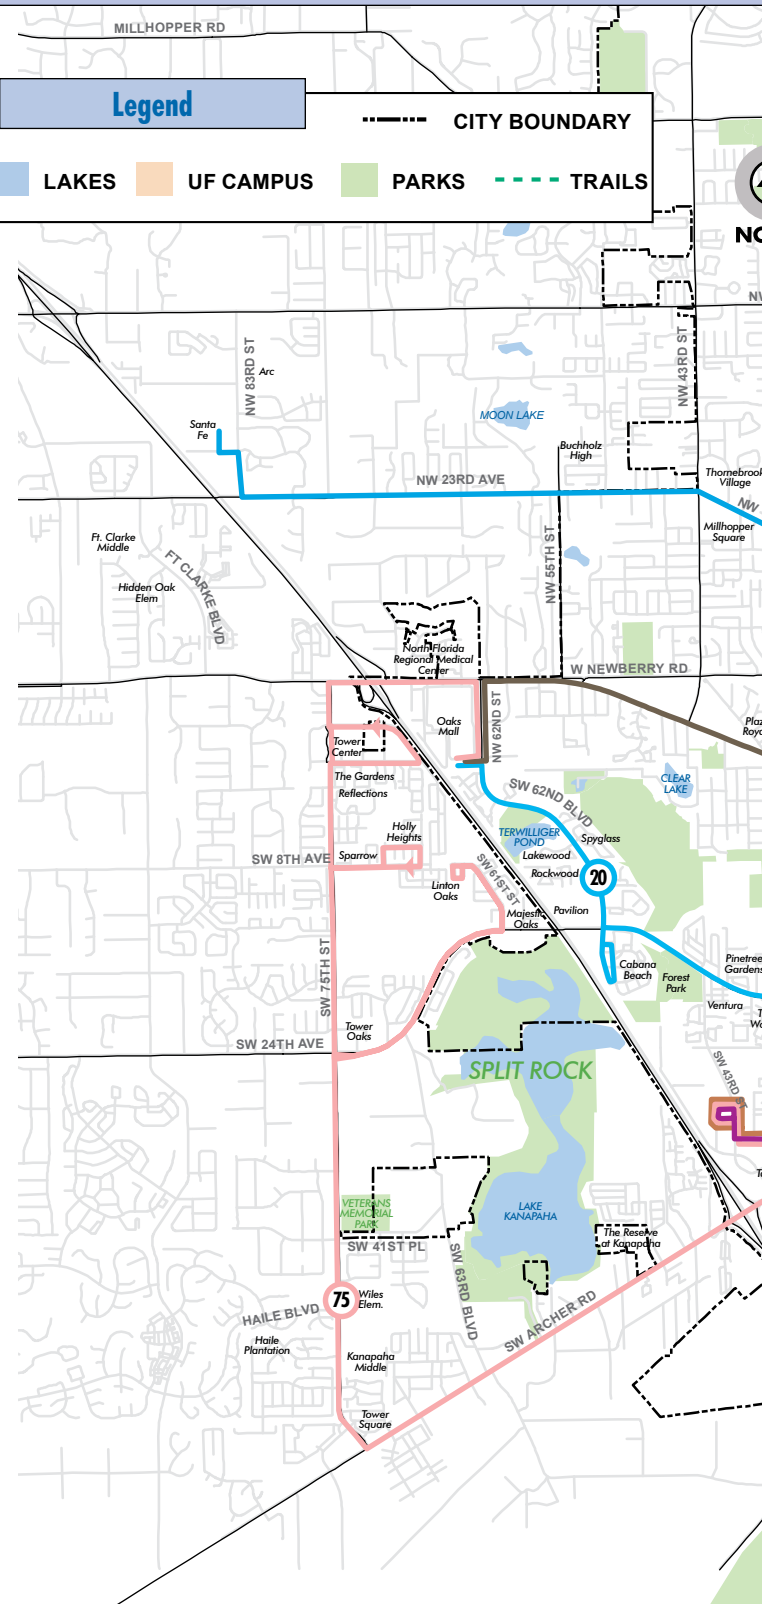 MILLHOPPER RD
Legend
CITY BOUNDARY
LAKES
UF CAMPUS
PARKS
TRAILS
NW 83RD ST
Arc
NW 43RD ST
Santa
Fe
MOON LAKE
Buchholz
High
NW 23RD AVE
Thornebrook
Village
Millhopper
Square
Ft. Clarke
Middle
FT CLARKE BLVD
Hidden Oak
Elem
NW 55TH ST
North Florida
Regional Medical
Center
W NEWBERRY RD
Oaks
Mall
NW 62ND ST
Tower
Center
The Gardens
Reflections
CLEAR
LAKE
SW 62ND BLVD
TERWILLIGER
POND
Spyglass
Holly
Heights
Lakewood
SW 8TH AVE
Sparrow
SW 61ST ST
Rockwood
20
Linton
Oaks
Majestic
Oaks
Pavilion
SW 75TH ST
Cabana
Beach
Forest
Park
Pinetree
Gardens
Ventura
Tower
Oaks
SW 24TH AVE
SPLIT ROCK
SW 43RD ST
VETERANS
MEMORIAL
PARK
LAKE
KANAPAHA
The Reserve
at Kanapaha
SW 41ST PL
SW 63RD BLVD
75
Wiles
Elem.
HAILE BLVD
Haile
Plantation
SW ARCHER RD
Kanapaha
Middle
Tower
Square